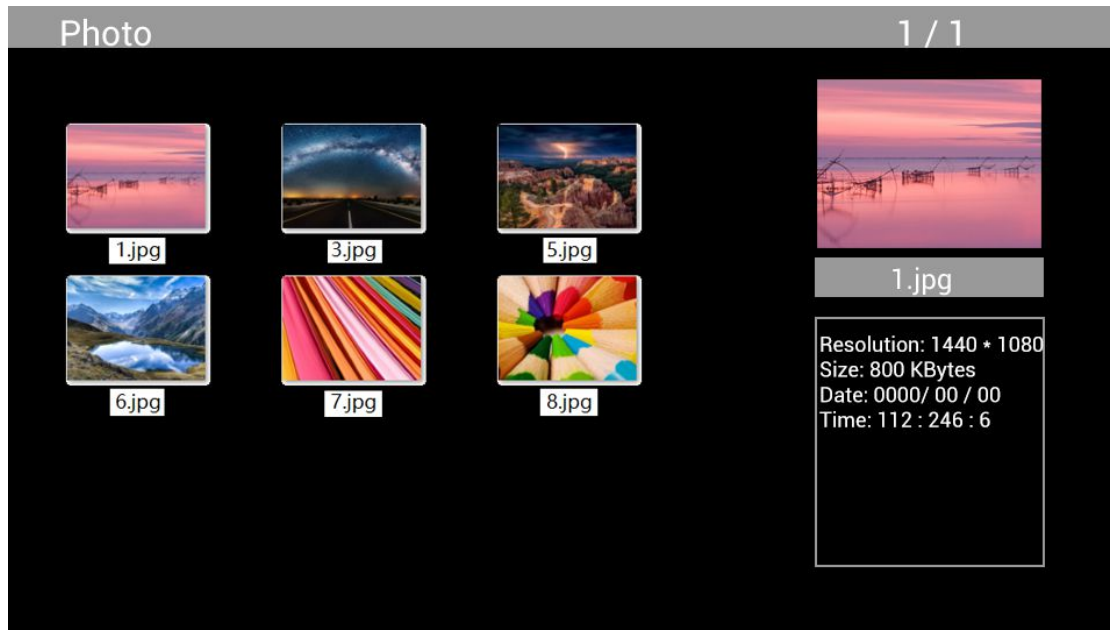 Photo
1 / 1
1.jpg
3.jpg
5.jpg
6.jpg
7.jpg
8.jpg
1.jpg
Resolution: 1440 * 1080
Size: 800 KBytes
Date: 0000/ 00 / 00
Time: 112 : 246 : 6